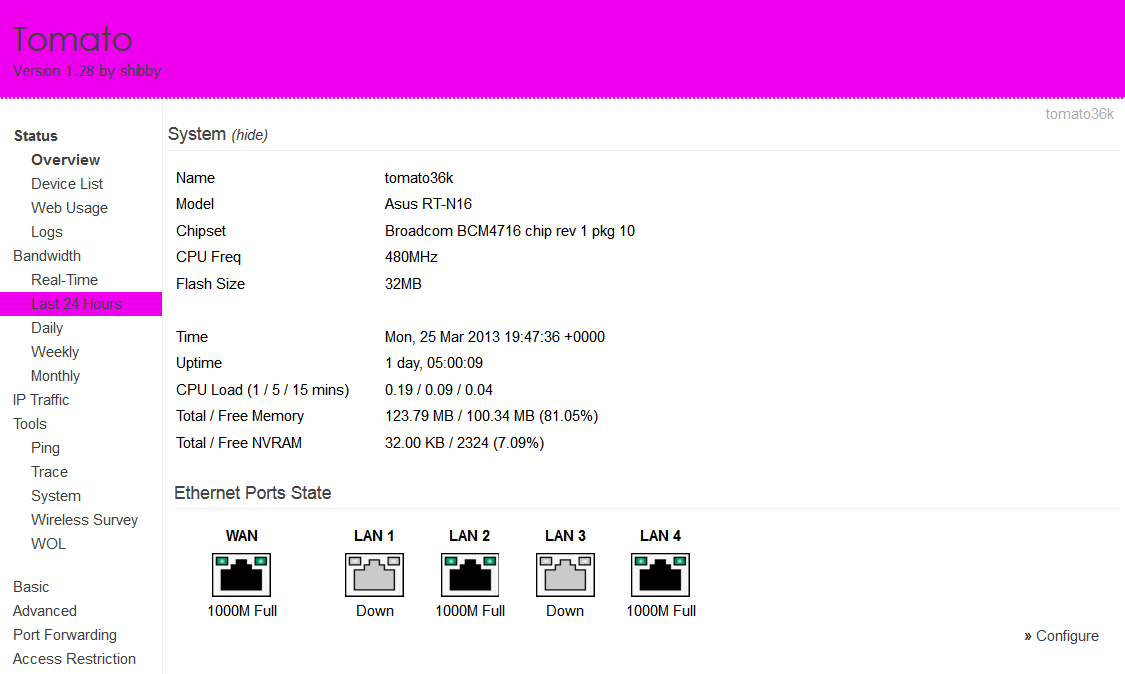 Tomato
Version 1.28 by shibby
tomato36k
Status
Overview
Device List
Web Usage
Logs
Bandwidth
Real-Time
Last 24 Hours
Daily
Weekly
Monthly
IP Traffic
Tools
Ping
Trace
System
Wireless Survey
WOL
Basic
Advanced
Port Forwarding
Access Restriction
System (hide)
Name tomato36k
Model Asus RT-N16
Chipset Broadcom BCM4716 chip rev 1 pkg 10
CPU Freq 480MHz
Flash Size 32MB
Time Mon, 25 Mar 2013 19:47:36 +0000
Uptime 1 day, 05:00:09
CPU Load (1 / 5 / 15 mins) 0.19 / 0.09 / 0.04
Total / Free Memory 123.79 MB / 100.34 MB (81.05%)
Total / Free NVRAM 32.00 KB / 2324 (7.09%)
Ethernet Ports State
WAN LAN 1 LAN 2 LAN 3 LAN 4
1000M Full Down 1000M Full Down 1000M Full
» Configure